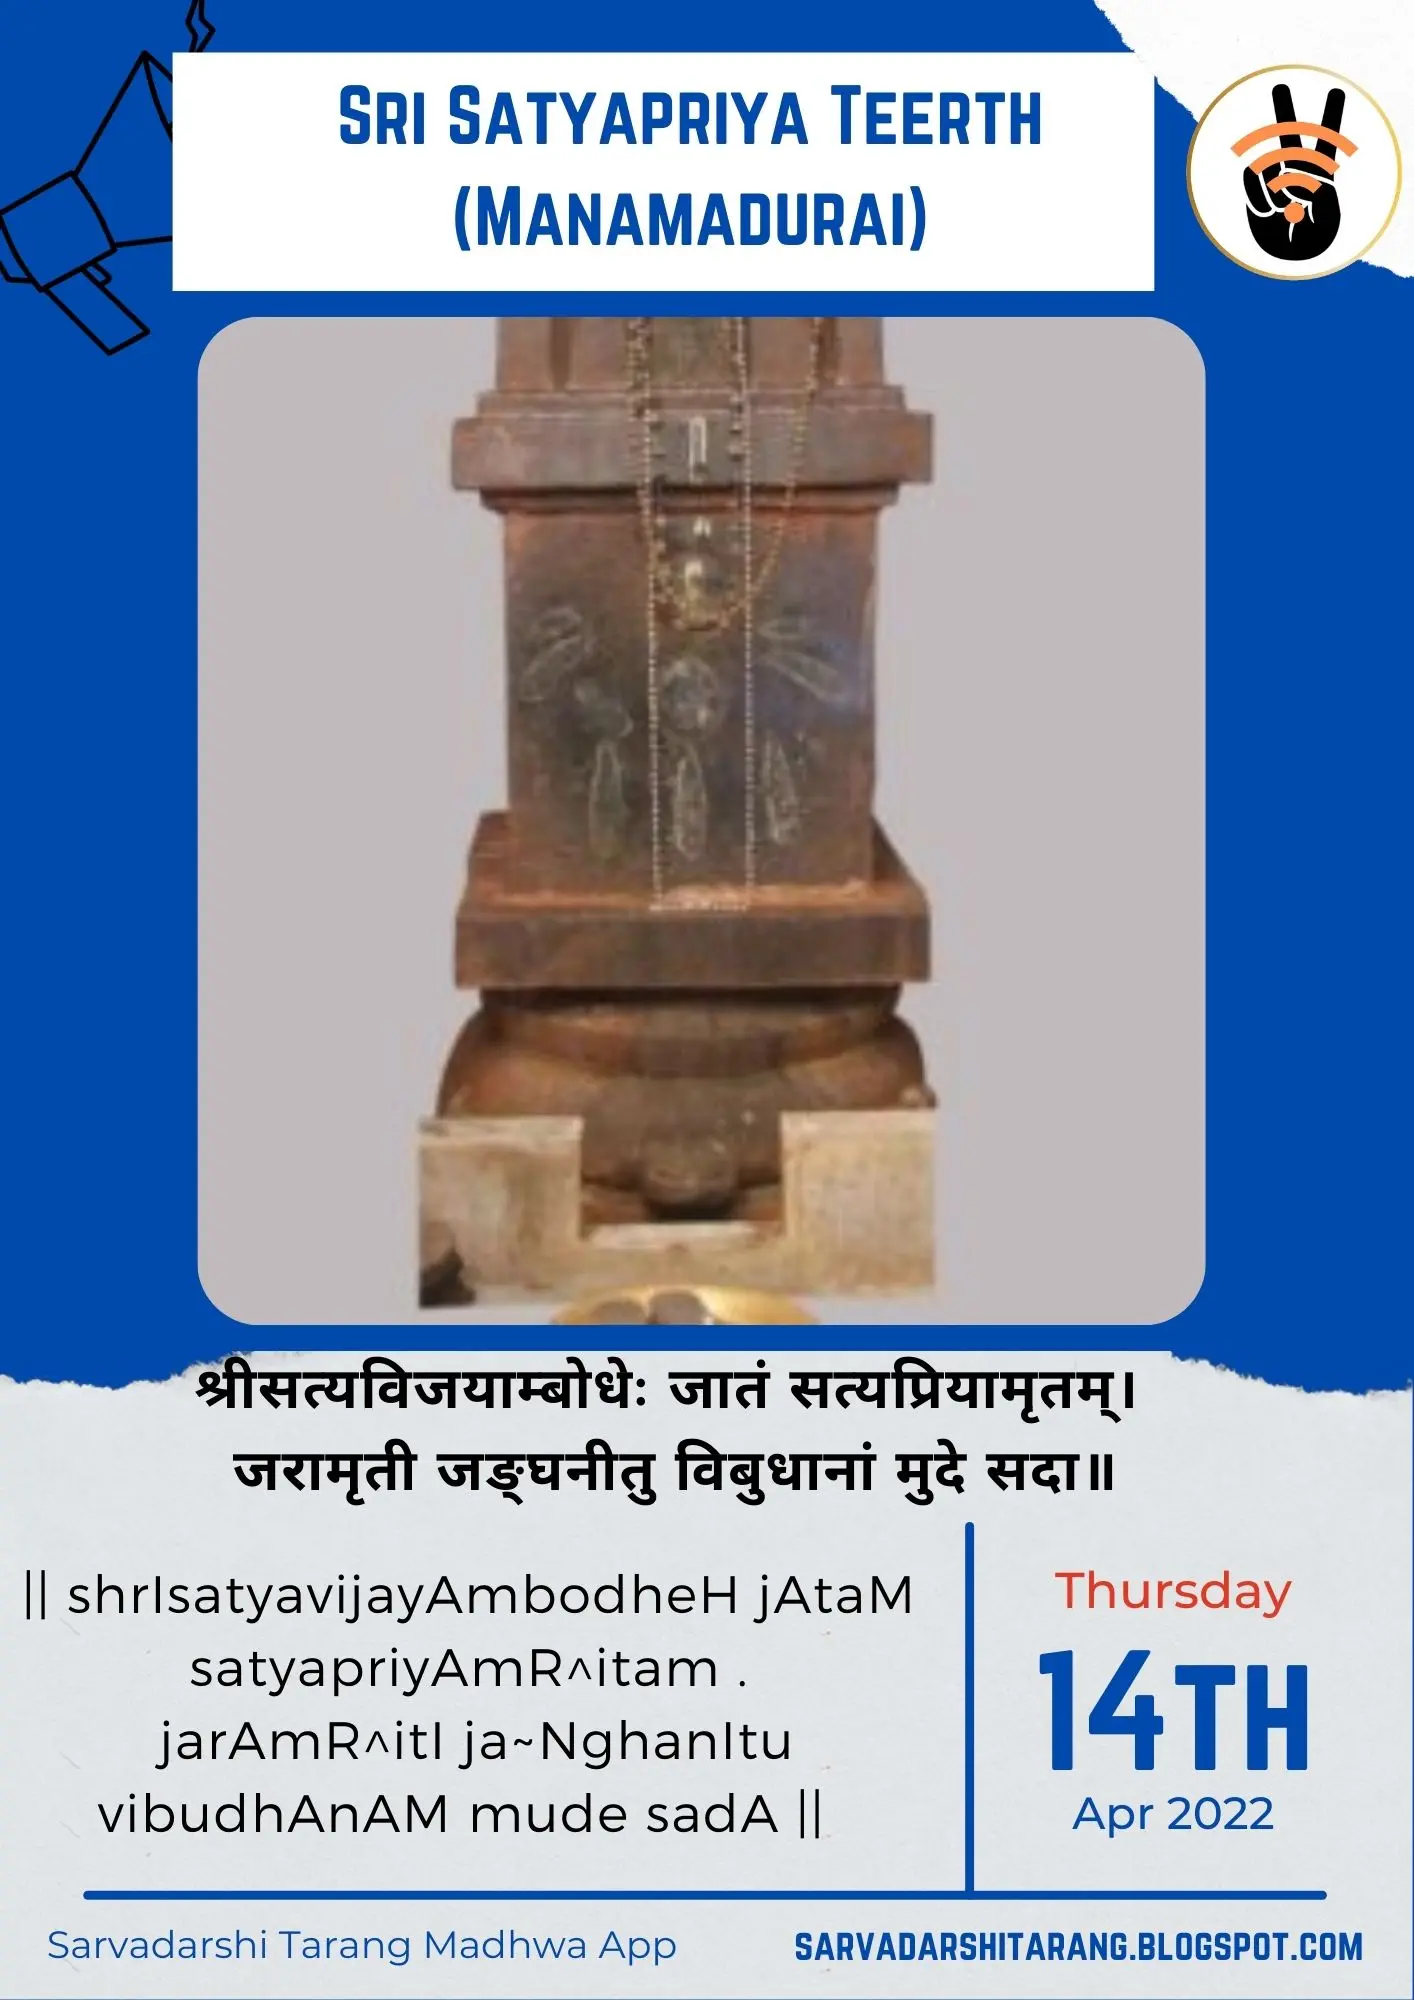 Sri Satyapriya Teerth
(Manamadurai)
श्रीसत्यविजयाम्बोधेः जातं सत्यप्रियामृतम्।
जरामृती जङ्घनीतु विबुधानां मुदे सदा॥
|| shrIsatyavijayAmbodheH jAtaM
satyapriyAmR^itam .
jarAmR^itI ja~NghanItu
vibudhAnAM mude sadA ||
Thursday
14TH
Apr 2022
Sarvadarshi Tarang Madhwa App
SARVADARSHITARANG.BLOGSPOT.COM